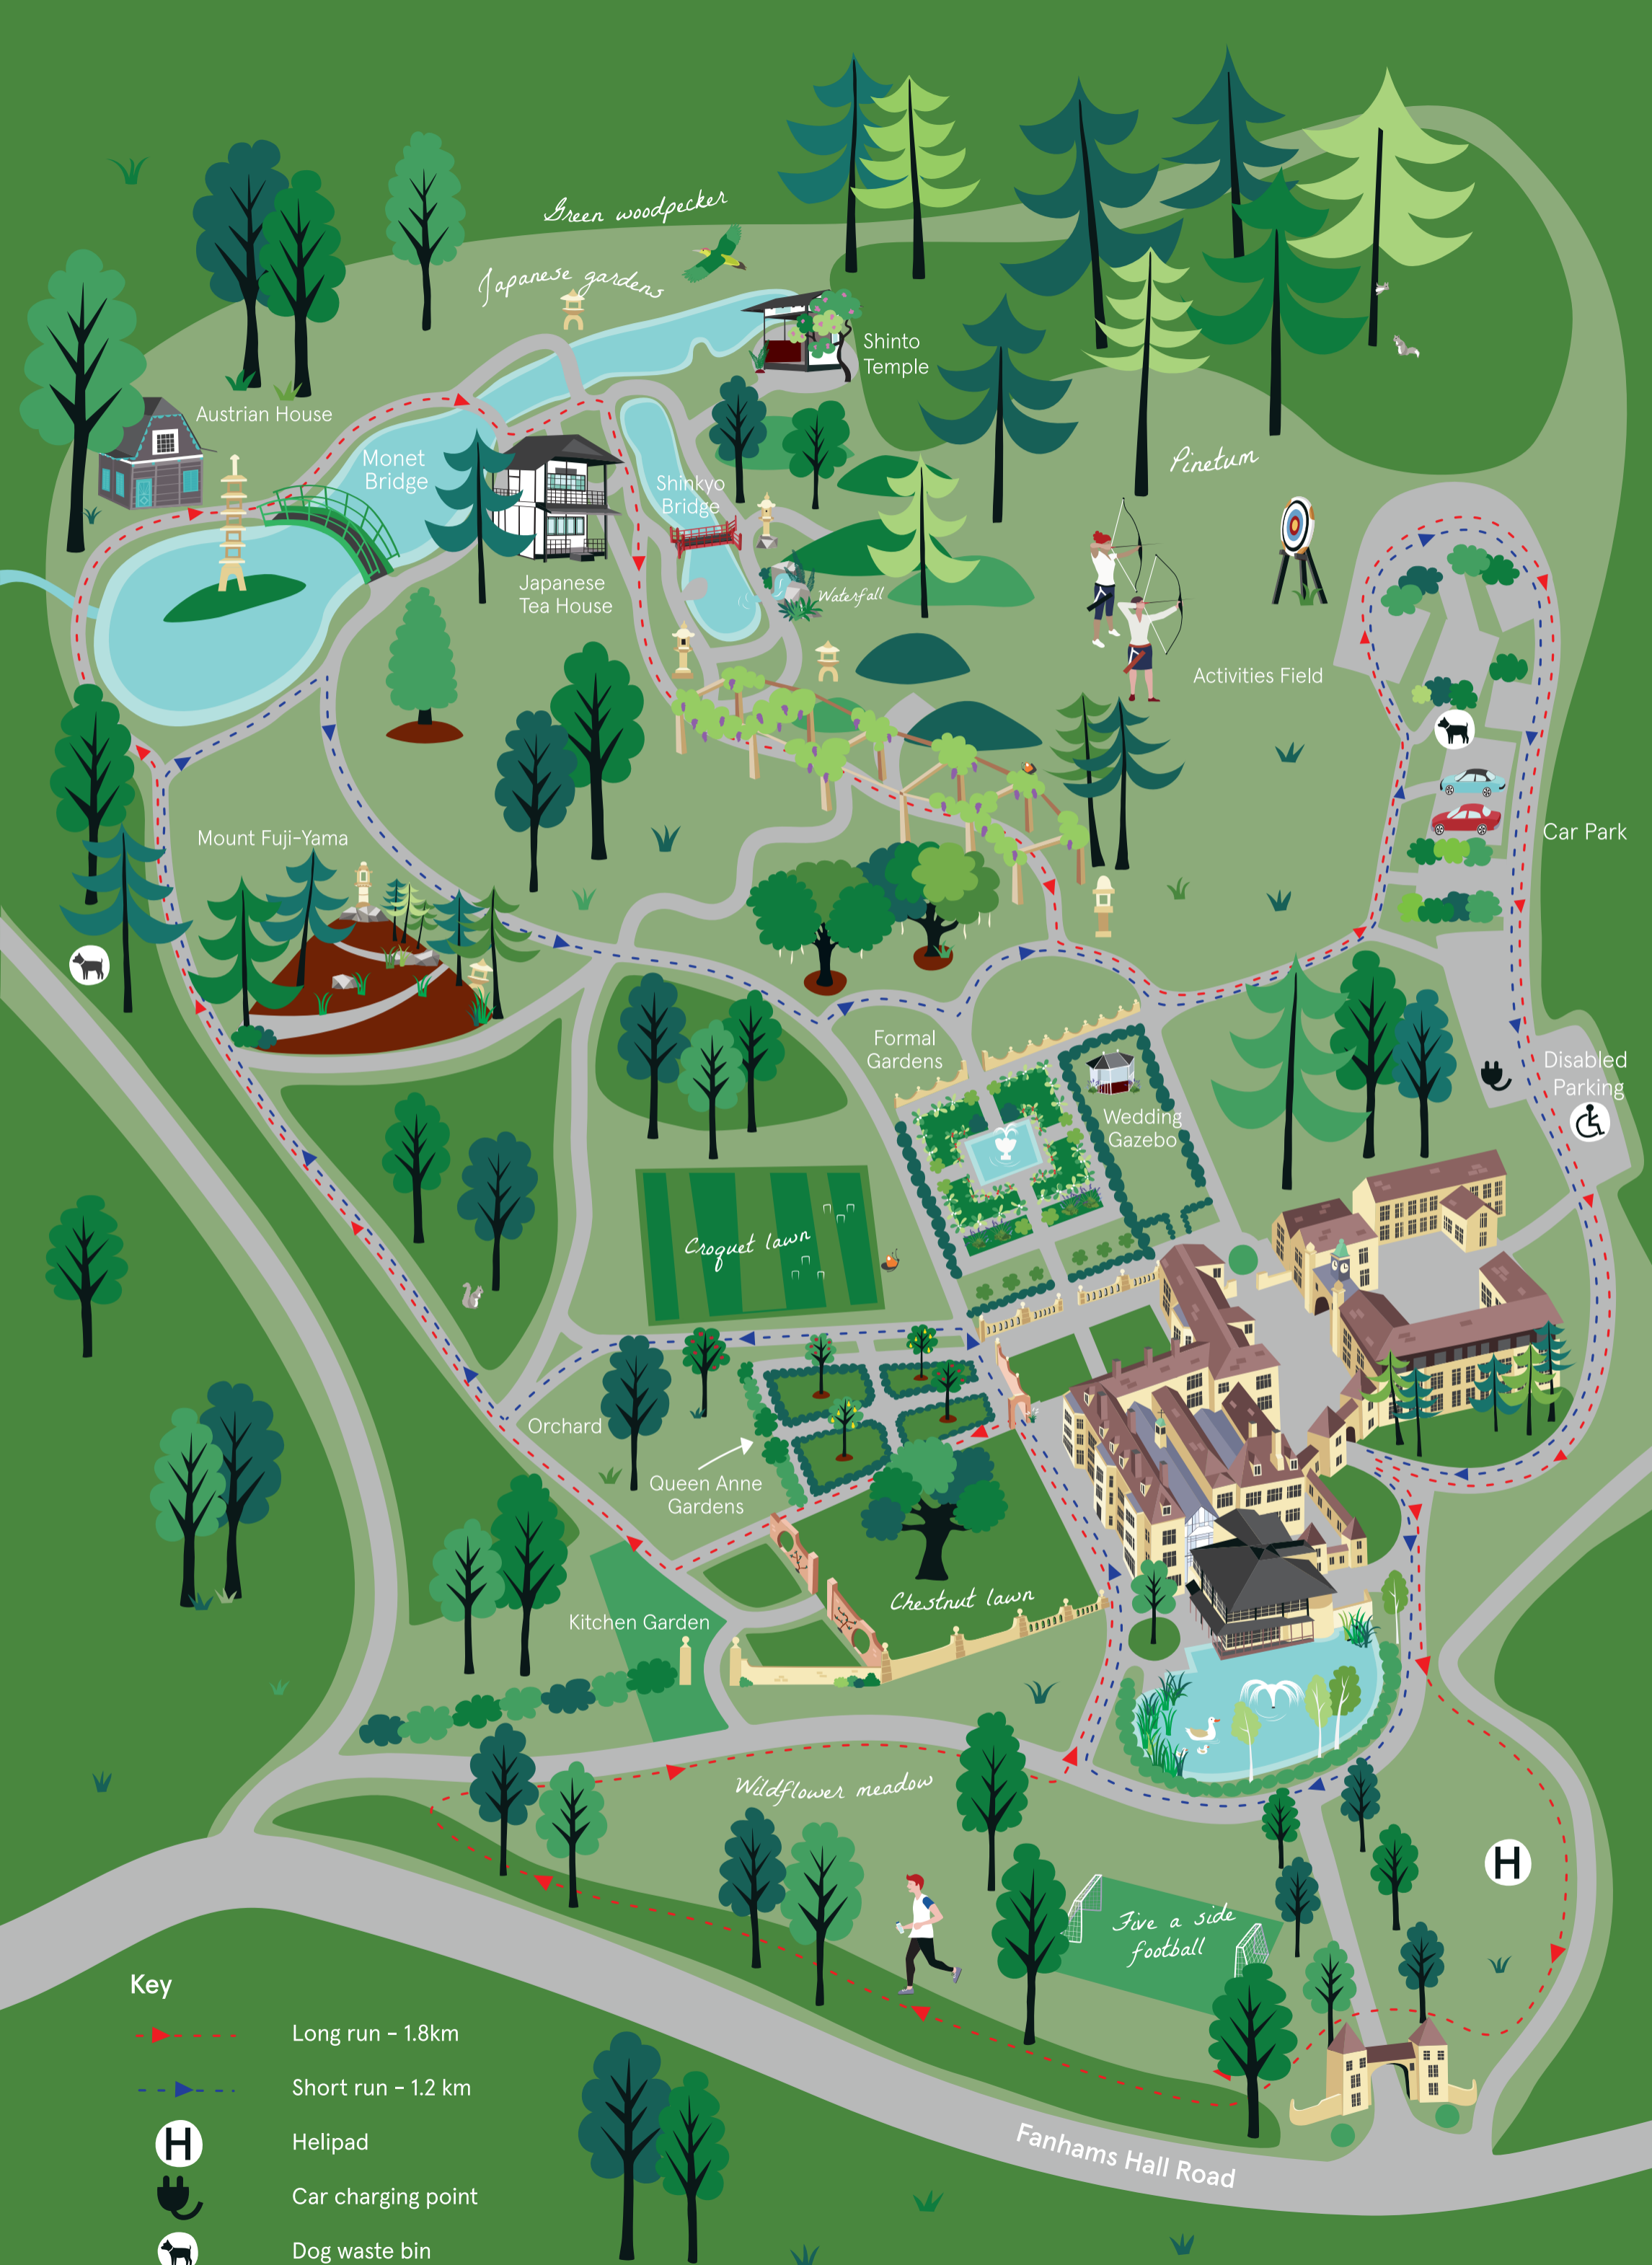 Green woodpecker
Japanese gardens
Shinto
Temple
Austrian House
Monet
Bridge
Pinetum
Shinkyo
Bridge
Japanese
Tea House
Waterfall
Activities Field
Mount Fuji-Yama
Car Park
Formal
Gardens
Disabled
Parking
Wedding
Gazebo
Croquet lawn
Orchard
Queen Anne
Gardens
Chestnut lawn
Kitchen Garden
Wildflower meadow
H
Five a side
football
Key
Long run - 1.8km
Short run - 1.2 km
H
Helipad
Fanhams Hall Road
Car charging point
Dog waste bin